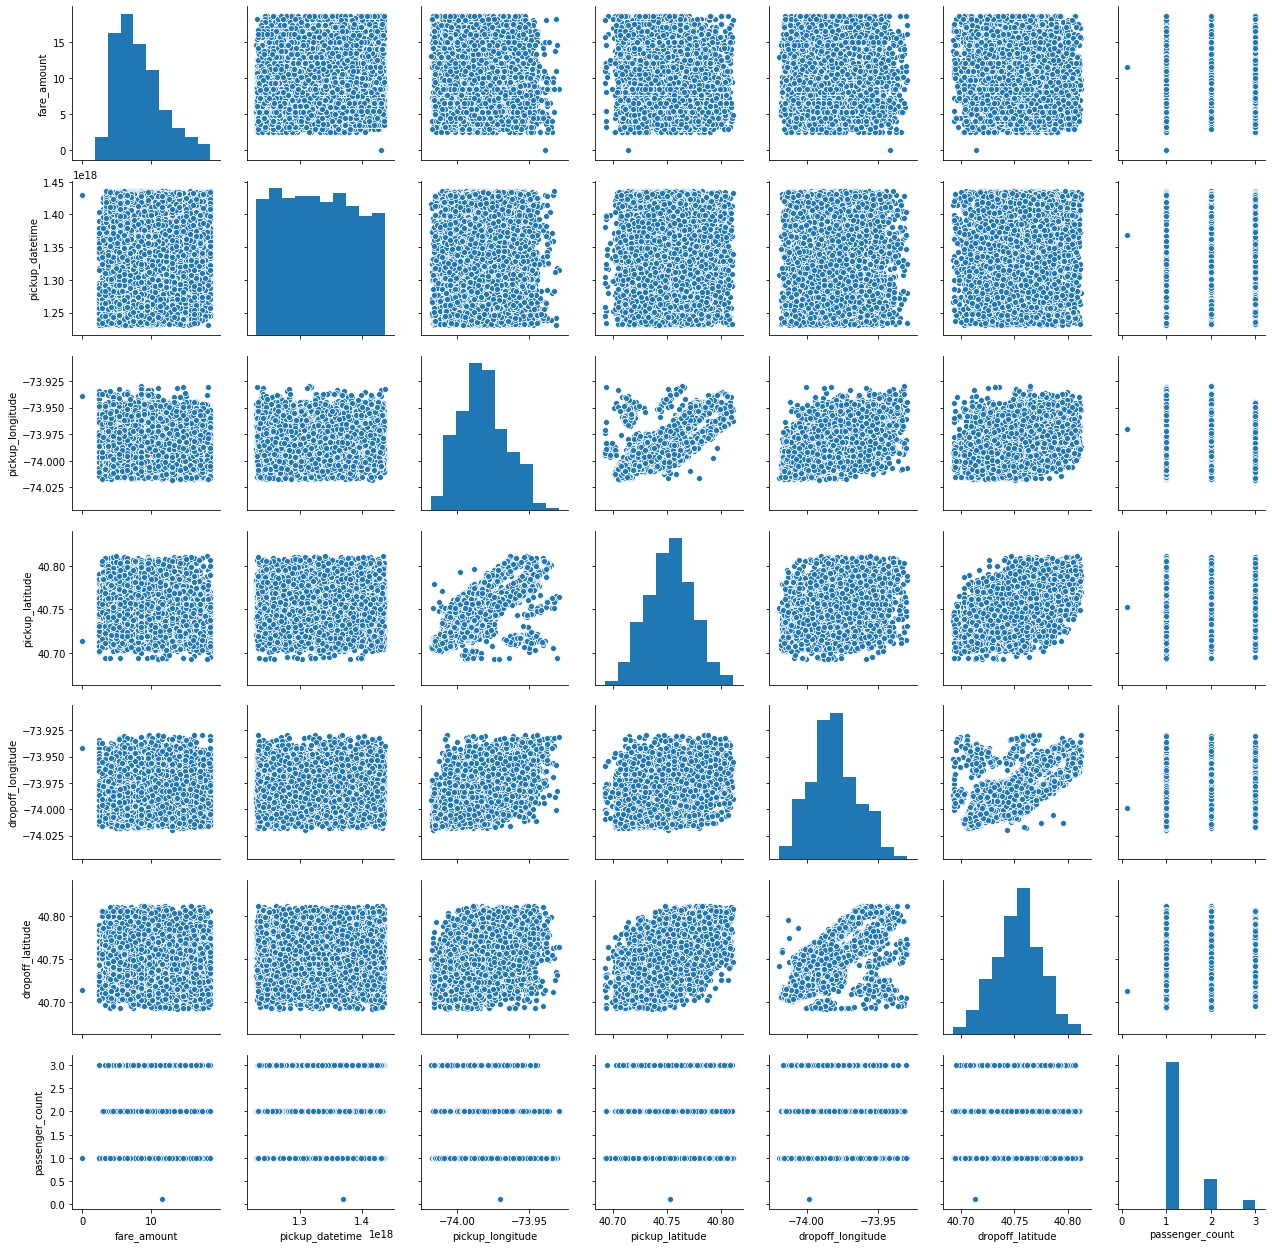 15
10
5
0
fare_amount
1e18
1.45
1.40
1.35
1.30
1.25
pickup_datetime
−73.925
−73.950
−73.975
−74.000
−74.025
pickup_longitude
40.80
40.75
40.70
pickup_latitude
−73.925
−73.950
−73.975
−74.000
−74.025
dropoff_longitude
40.80
40.75
40.70
dropoff_latitude
3.0
2.5
2.0
1.5
1.0
0.5
0.0
passenger_count
0 10
fare_amount
1.3 1.4
1e18
pickup_datetime
−74.00 −73.95
pickup_longitude
40.70 40.75 40.80
pickup_latitude
−74.00 −73.95
dropoff_longitude
40.70 40.75 40.80
dropoff_latitude
0 1 2 3
passenger_count